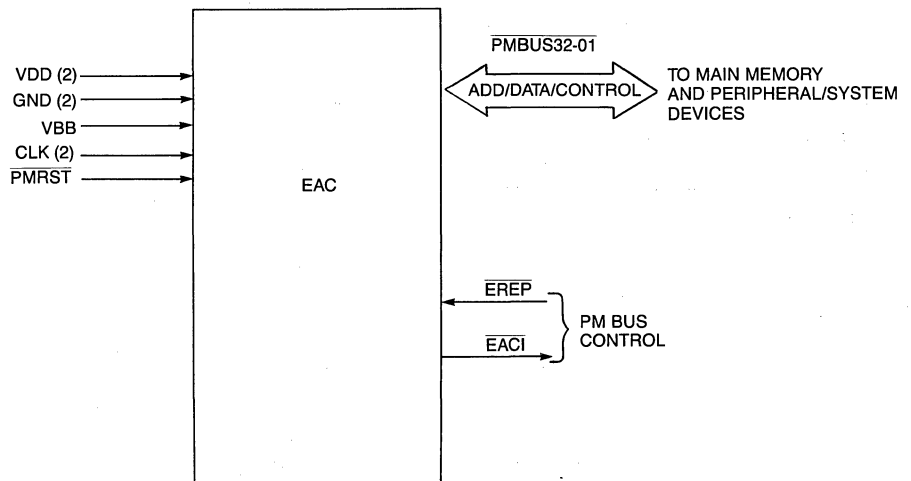 PMBUS32-01
VDD (2)
GND (2)
VBB
CLK (2)
PMRST
ADD/DATA/CONTROL
TO MAIN MEMORY
AND PERIPHERAL/SYSTEM
DEVICES
EAC
EREP
EACI
PM BUS
CONTROL